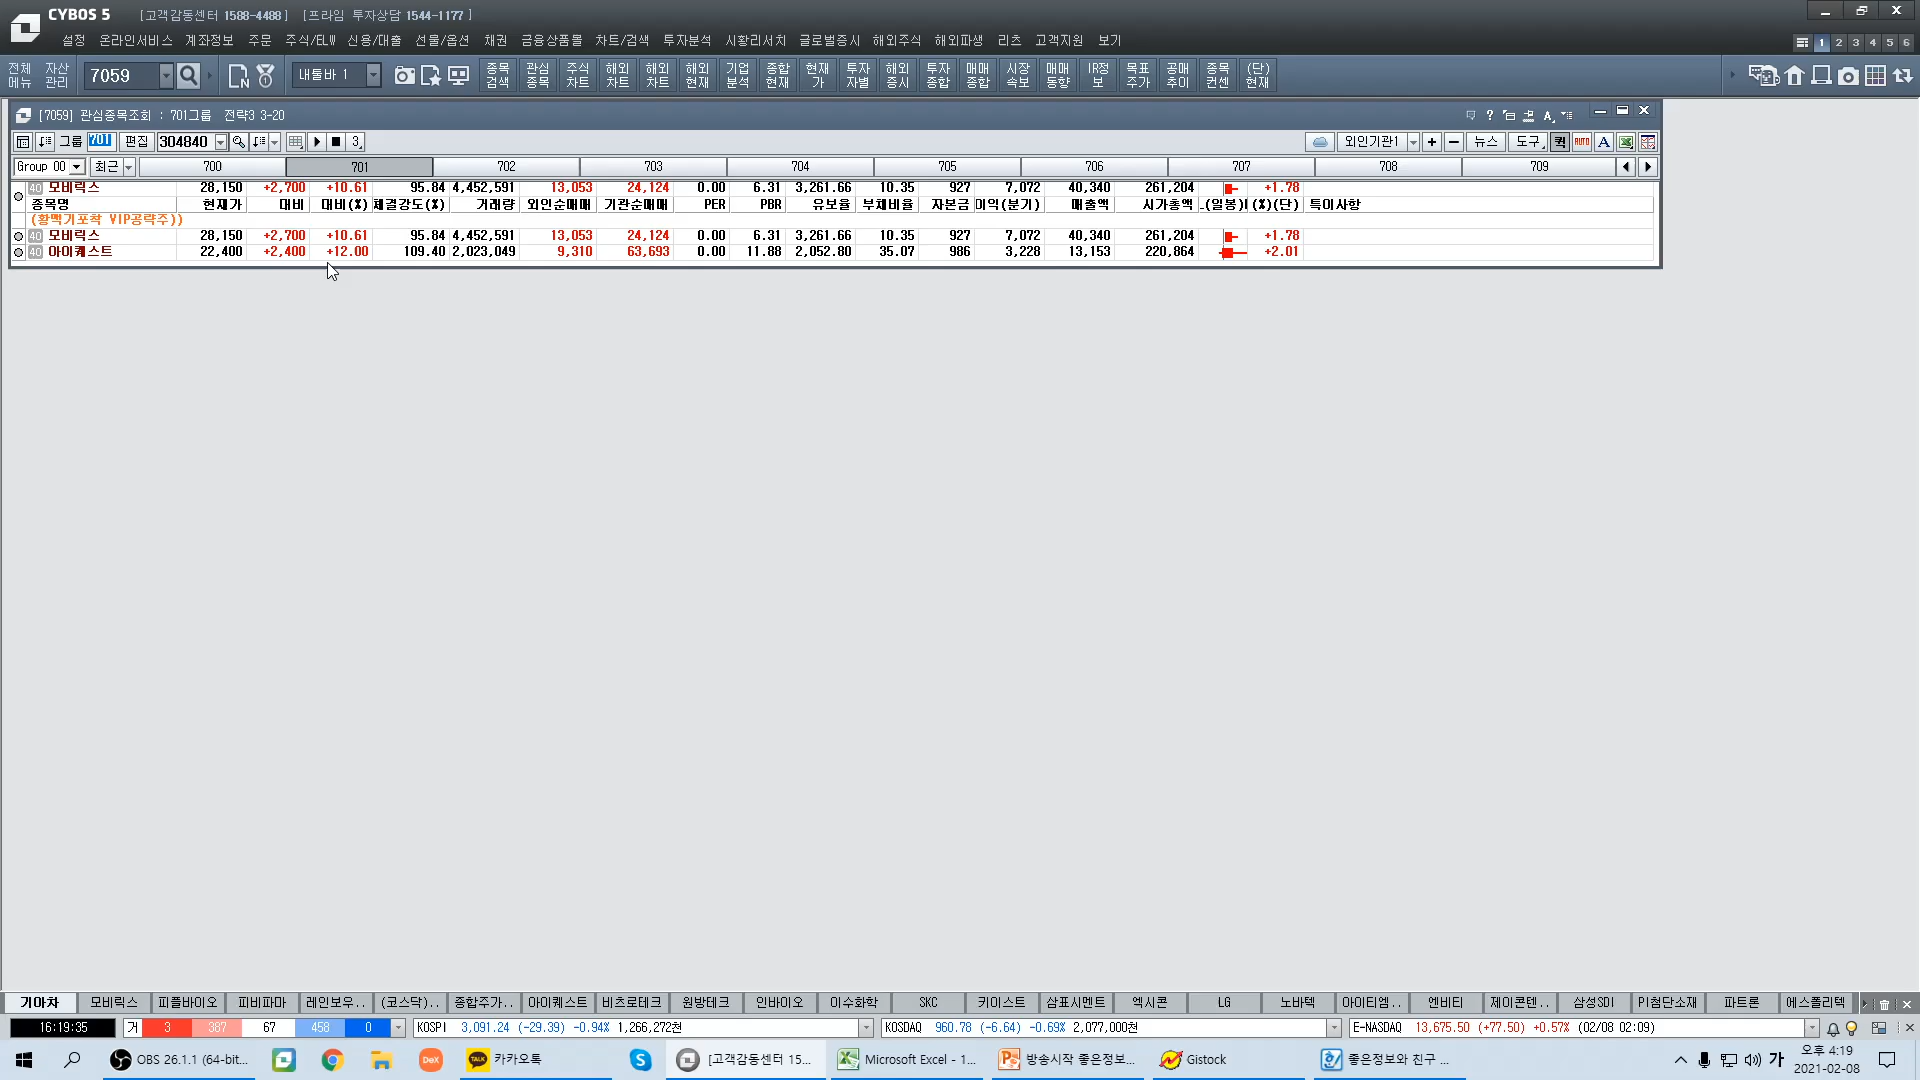 CYBOS 5 [고객감동센터 1588-4488] [프라임 투자상담 1544-1177]
설정 온라인서비스 계좌정보 주문 주식/ELW 신용/대출 선물/옵션 채권 금융상품몰 차트/검색 투자분석 시황리서치 글로벌증시 해외주식 해외파생 리츠 고객지원 보기 1 2 3 4 5 6
전체 자산 종목 관심 주식 해외 해외 해외 기업 종합 현재 투자 해외 투자 매매 시장 매매 IR정 목표 공매 종목 (단)
7059 내툴바 1
메뉴 관리 검색 종목 차트 차트 차트 현재 분석 현재 가 자별 증시 종합 종합 속보 동향 보 주가 추이 컨센 현재
[7059] 관심종목조회 : 701그룹 전략3 3-20
그룹 701 편집 304840 3 외인기관1 + - 뉴스 도구 퀵 AUTO A
Group 00 최근 700 701 702 703 704 705 706 707 708 709
40 모비릭스 28,150 +2,700 +10.61 95.84 4,452,591 13,053 24,124 0.00 6.31 3,261.66 10.35 927 7,072 40,340 261,204 +1.78
종목명 현재가 대비 대비(%) 체결강도(%) 거래량 외인순매매 기관순매매 PER PBR 유보율 부채비율 자본금 미익(분기) 매출액 시가총액 _(일봉) (%)(단) 특이사항
(황백기포착 VIP공략주))
40 모비릭스 28,150 +2,700 +10.61 95.84 4,452,591 13,053 24,124 0.00 6.31 3,261.66 10.35 927 7,072 40,340 261,204 +1.78
40 아이퀘스트 22,400 +2,400 +12.00 109.40 2,023,049 9,310 63,693 0.00 11.88 2,052.80 35.07 986 3,228 13,153 220,864 +2.01
기아차 모비릭스 피플바이오 피비파마 레인보우.. (코스닥).. 종합주가.. 아이퀘스트 비츠로테크 원방테크 인바이오 이수화학 SKC 키이스트 삼표시멘트 엑시콘 LG 노바텍 아이티엠.. 엔비티 제이콘텐.. 삼성SDI PI첨단소재 파트론 에스폴리텍
16:19:35 거 3 387 67 458 0 KOSPI 3,091.24 (-29.39) -0.94% 1,266,272천 KOSDAQ 960.78 (-6.64) -0.69% 2,077,000천 E-NASDAQ 13,675.50 (+77.50) +0.57% (02/08 02:09)
OBS 26.1.1 (64-bit... DeX TALK 카카오톡 [고객감동센터 15... Microsoft Excel - 1... 방송시작 좋은정보... Gistock 좋은정보와 친구 ... 가 오후 4:19
2021-02-08